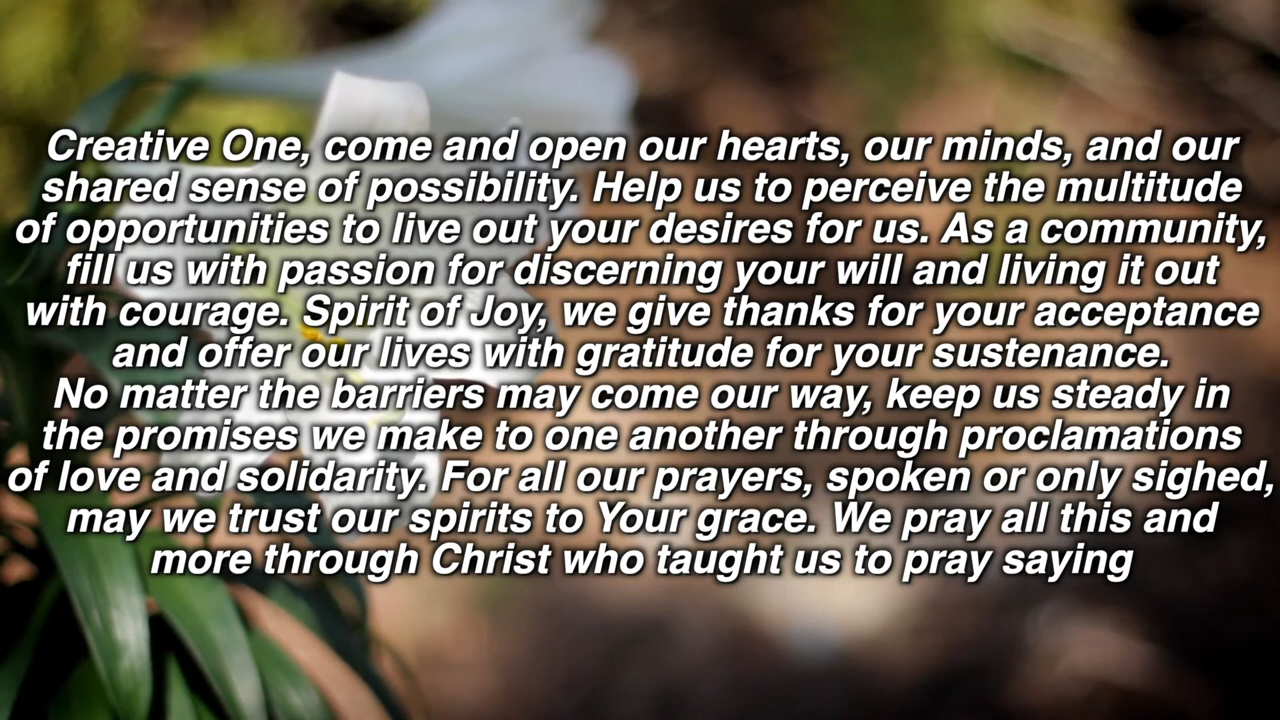 Creative One, come and open our hearts, our minds, and our
shared sense of possibility. Help us to perceive the multitude
of opportunities to live out your desires for us. As a community,
fill us with passion for discerning your will and living it out
with courage. Spirit of Joy, we give thanks for your acceptance
and offer our lives with gratitude for your sustenance.
No matter the barriers may come our way, keep us steady in
the promises we make to one another through proclamations
of love and solidarity. For all our prayers, spoken or only sighed,
may we trust our spirits to Your grace. We pray all this and
more through Christ who taught us to pray saying